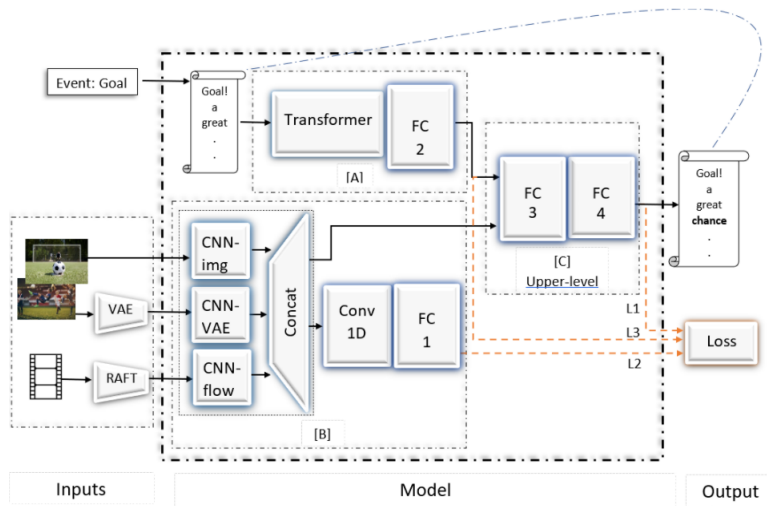 Event: Goal
Goal!
a
great
.
.
Transformer
FC
2
[A]
FC
3
FC
4
[C]
Upper-level
Goal!
a
great
chance
.
.
CNN-
img
CNN-
VAE
CNN-
flow
Concat
Conv
1D
FC
1
[B]
VAE
RAFT
L1
L3
L2
Loss
Inputs
Model
Output